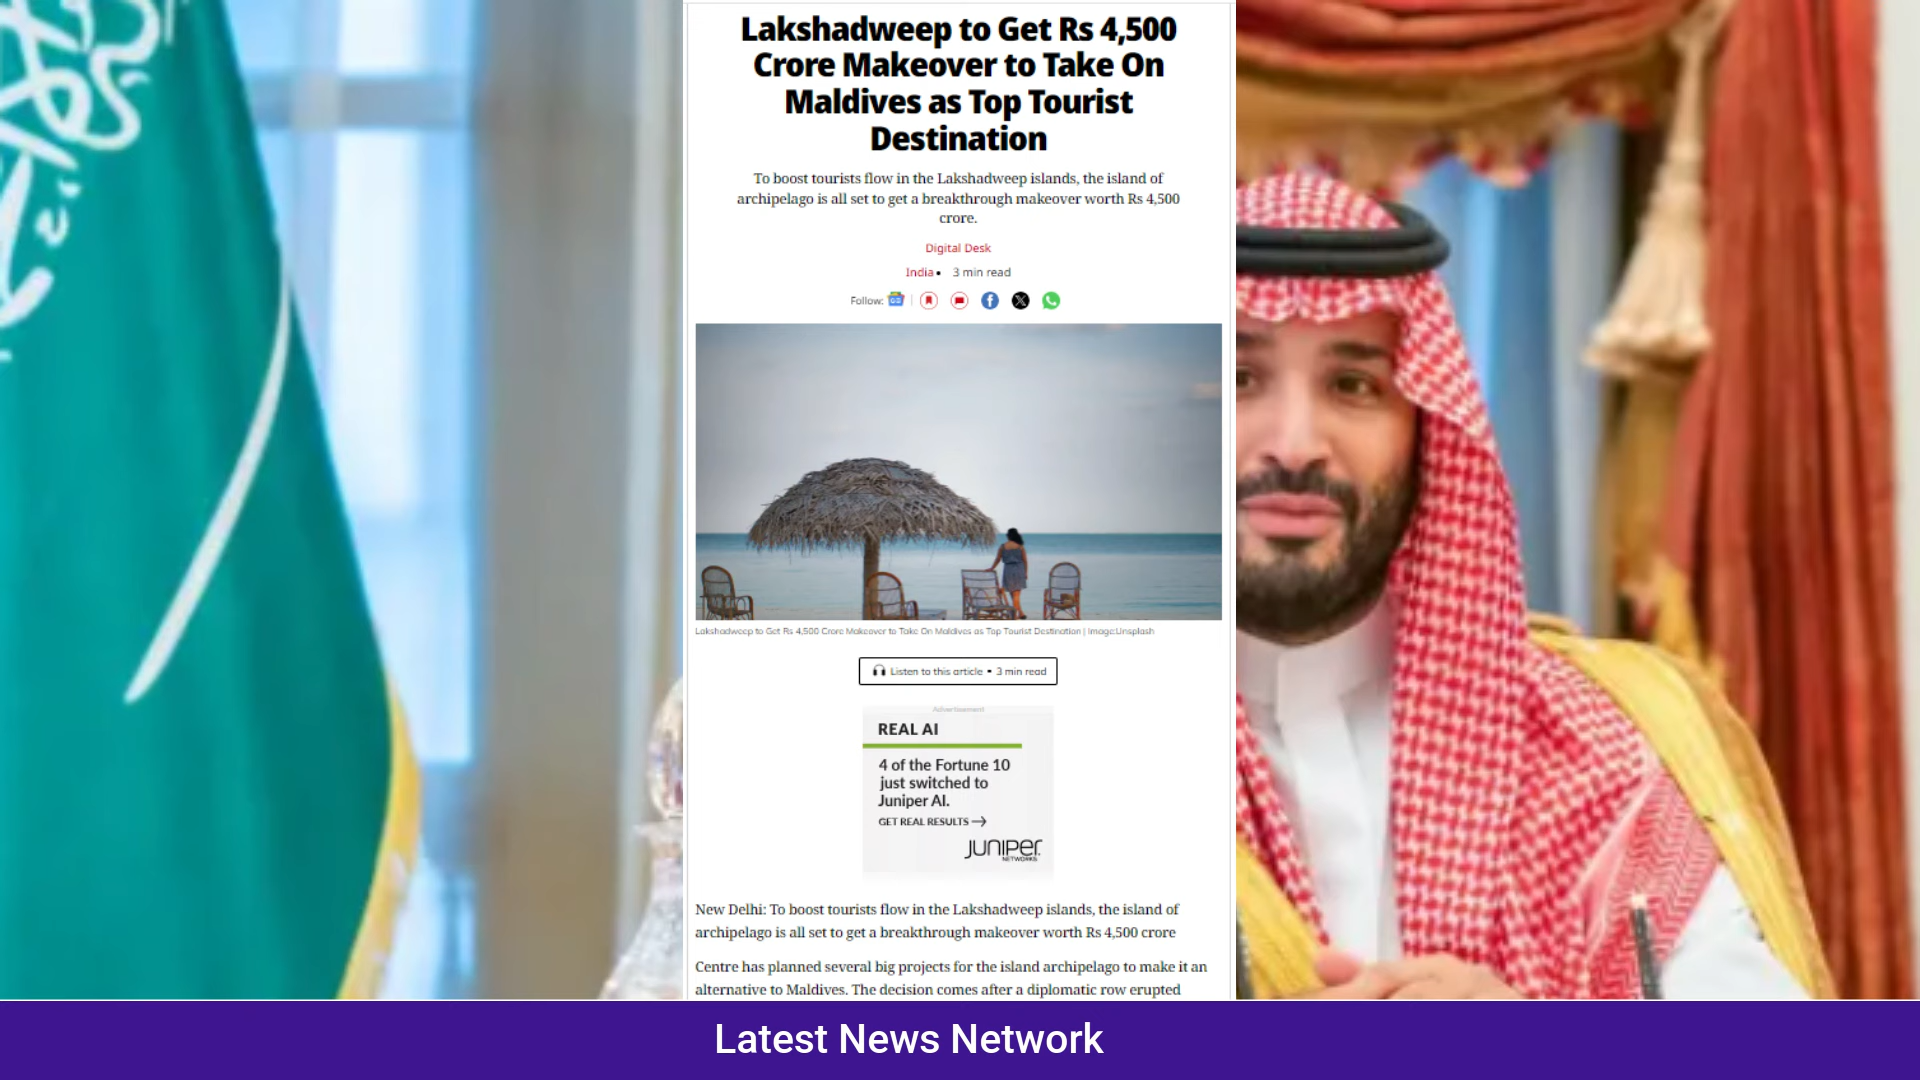 Lakshadweep to Get Rs 4,500
Crore Makeover to Take On
Maldives as Top Tourist
Destination
To boost tourists flow in the Lakshadweep islands, the island of
archipelago is all set to get a breakthrough makeover worth Rs 4,500
crore.
Digital Desk
India • 3 min read
Follow:
Lakshadweep to Get Rs 4,500 Crore Makeover to Take On Maldives as Top Tourist Destination | Image:Unsplash
Listen to this article • 3 min read
Advertisement
REAL AI
4 of the Fortune 10
just switched to
Juniper AI.
GET REAL RESULTS →
JUNIPER
NETWORKS
New Delhi: To boost tourists flow in the Lakshadweep islands, the island of
archipelago is all set to get a breakthrough makeover worth Rs 4,500 crore
Centre has planned several big projects for the island archipelago to make it an
alternative to Maldives. The decision comes after a diplomatic row erupted
Latest News Network